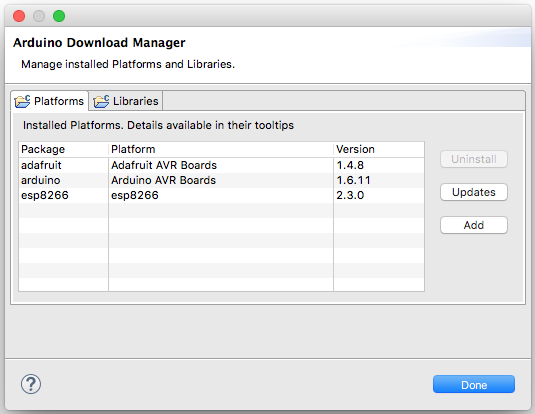 Arduino Download Manager
Manage installed Platforms and Libraries.
Platforms Libraries
Installed Platforms. Details available in their tooltips
Package Platform Version
adafruit Adafruit AVR Boards 1.4.8
arduino Arduino AVR Boards 1.6.11
esp8266 esp8266 2.3.0
Uninstall
Updates
Add
?
Done